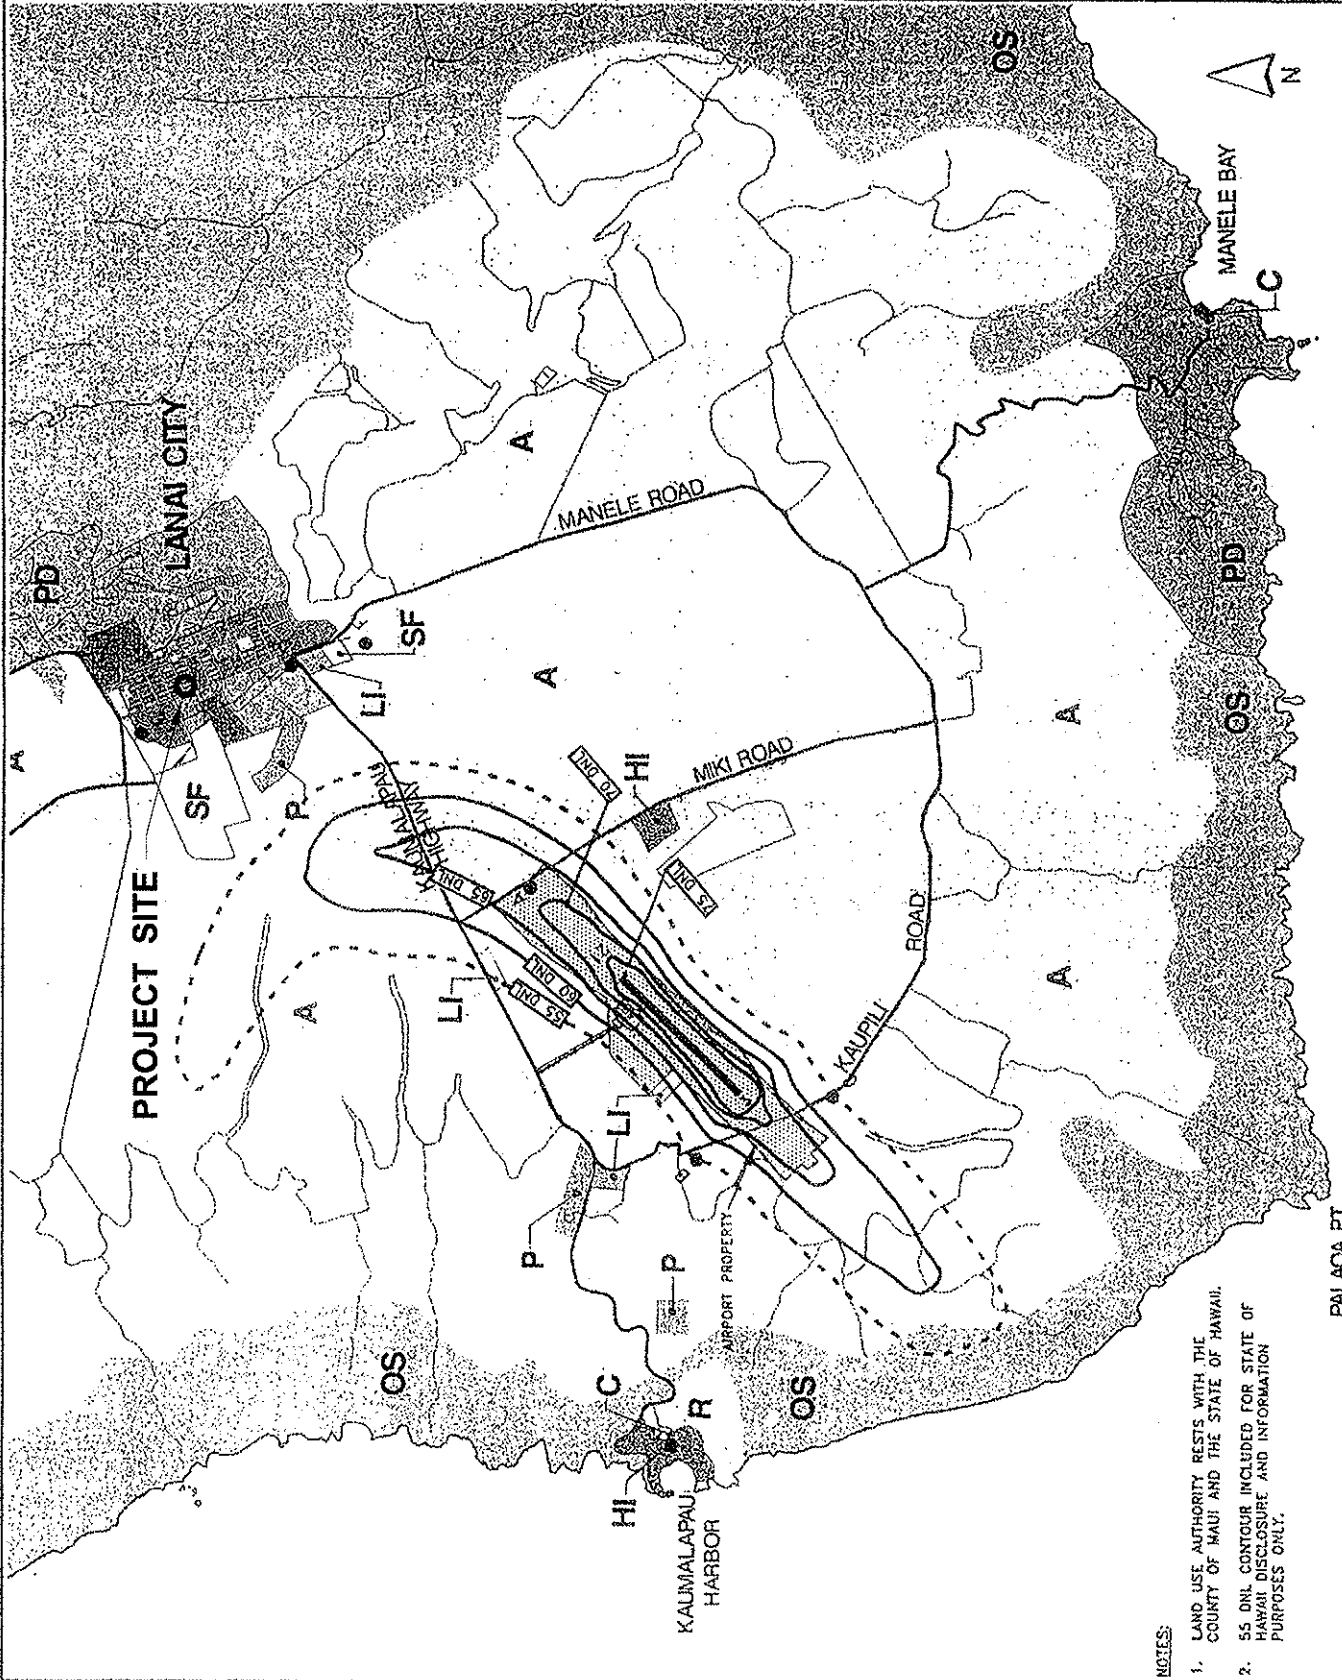 PD
LANAI CITY
OS
A
Q
SF
PROJECT SITE
SF
LI
P
A
MANELE ROAD
A
N
MANELE BAY
C
KAUMALAPAU
HIGHWAY
65 DNL
70 DNL
HI
MIKI ROAD
75 DNL
A
LI
60 DNL
55 DNL
A
PD
OS
A
KAUPILI
ROAD
LI
P
P
AIRPORT PROPERTY
OS
C
R
OS
HI
KAUMALAPAU
HARBOR
PALAOA PT
NOTES:
1. LAND USE AUTHORITY RESTS WITH THE
COUNTY OF MAUI AND THE STATE OF HAWAII.
2. 55 DNL CONTOUR INCLUDED FOR STATE OF
HAWAII DISCLOSURE AND INFORMATION
PURPOSES ONLY.